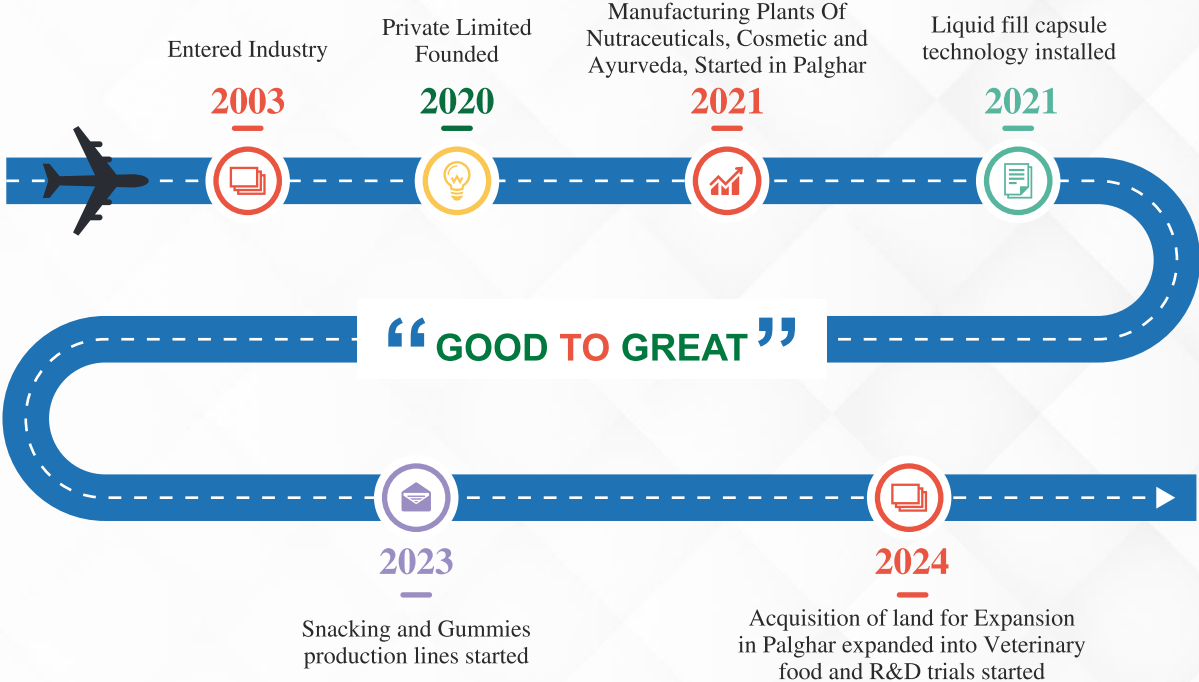 Entered Industry
2003
Private Limited
Founded
2020
Manufacturing Plants Of
Nutraceuticals, Cosmetic and
Ayurveda, Started in Palghar
2021
Liquid fill capsule
technology installed
2021
“ GOOD TO GREAT ”
2023
Snacking and Gummies
production lines started
2024
Acquisition of land for Expansion
in Palghar expanded into Veterinary
food and R&D trials started